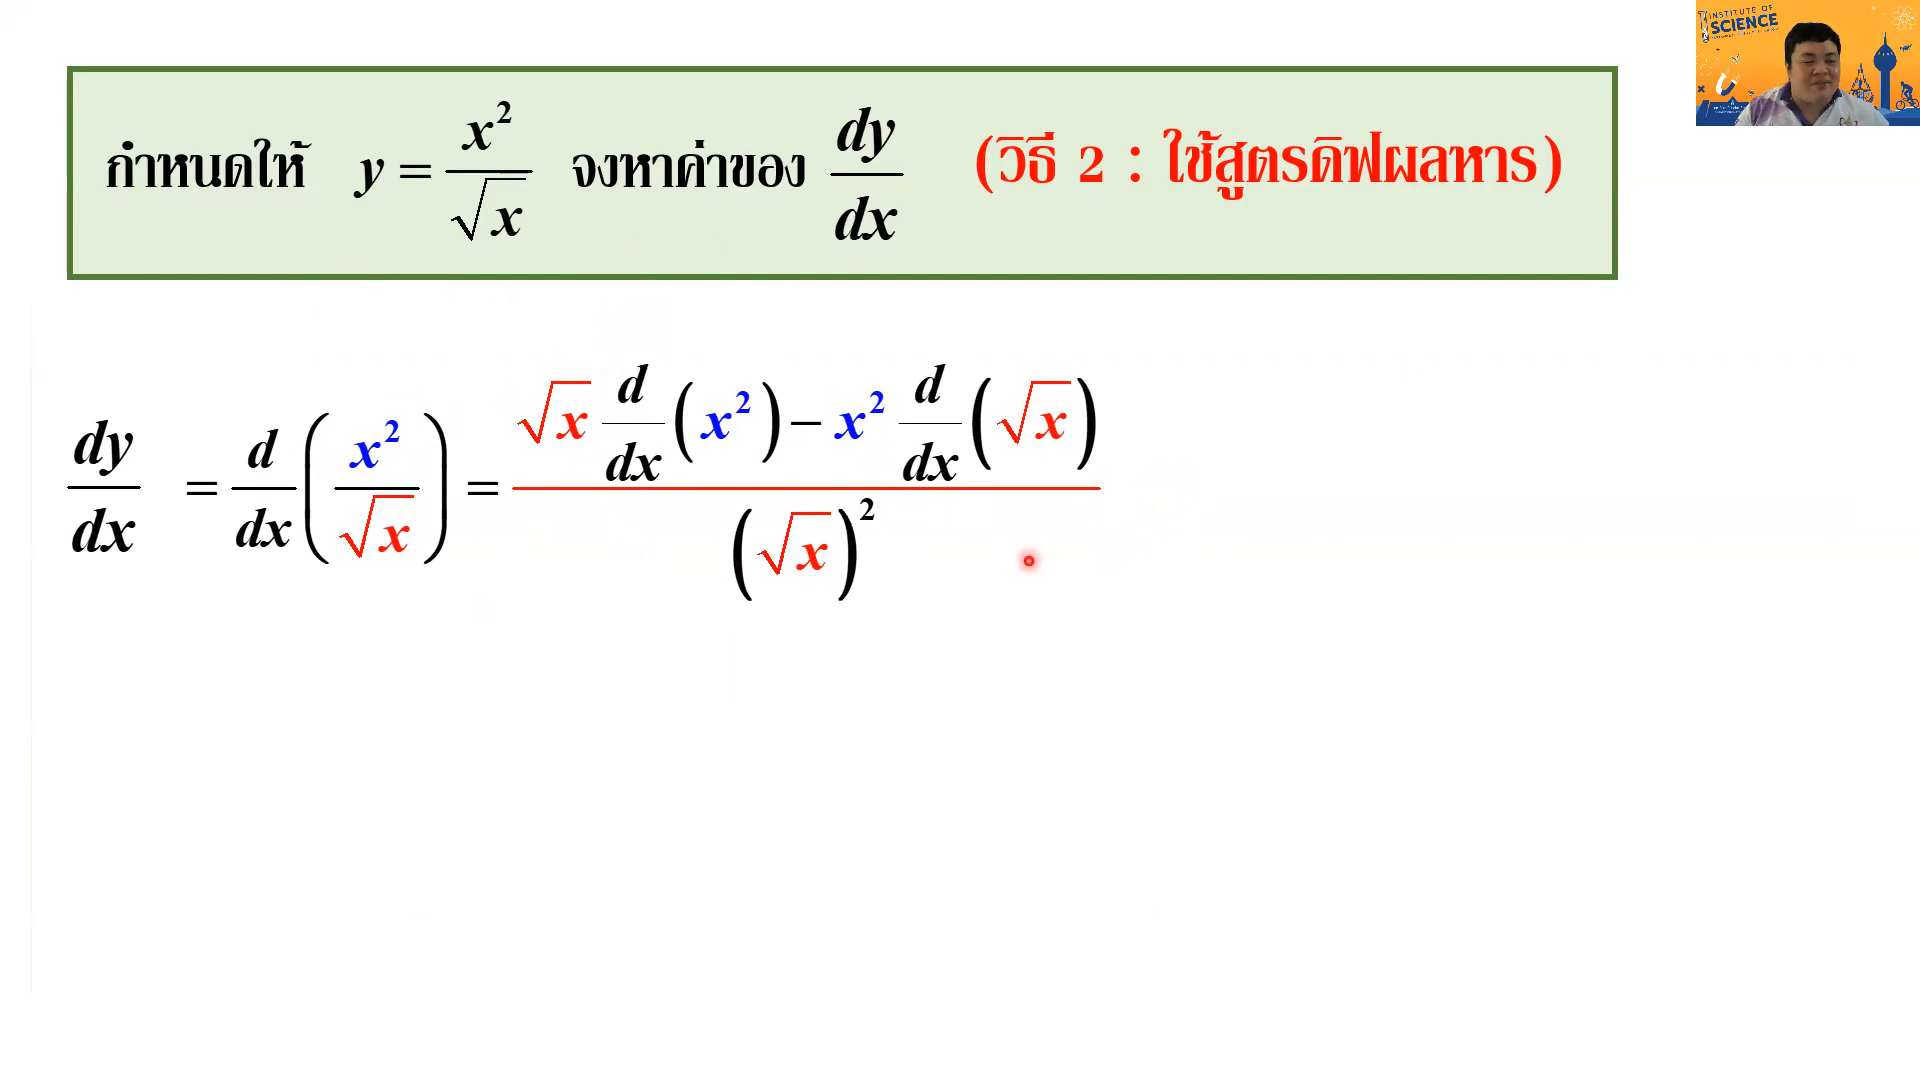 INSTITUTE OF
SCIENCE
กำหนดให้ y = x²/√x จงหาค่าของ dy/dx (วิธี 2 : ใช้สูตรดิฟผลหาร)
dy/dx = d/dx (x²/√x) = (√x d/dx (x²) − x² d/dx (√x)) / (√x)²